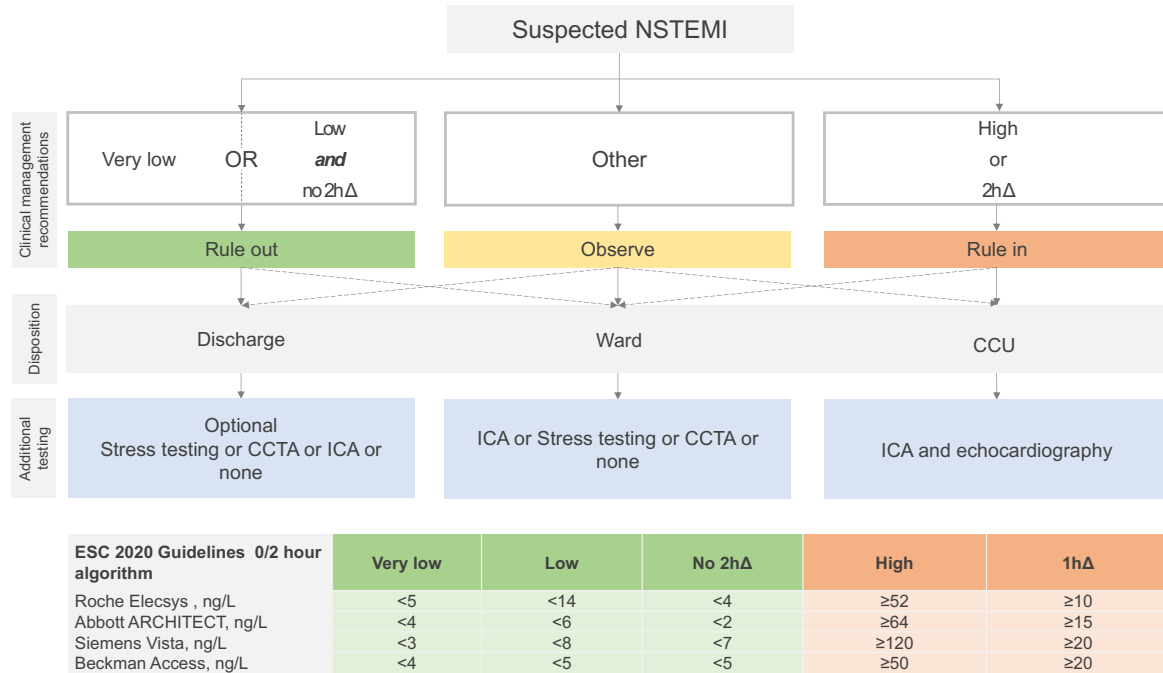 Suspected NSTEMI
Clinical management
recommendations
Very low
OR
Low
and
no 2hΔ
Other
High
or
2hΔ
Rule out
Observe
Rule in
Disposition
Discharge
Ward
CCU
Additional
testing
Optional
Stress testing or CCTA or ICA or
none
ICA or Stress testing or CCTA or
none
ICA and echocardiography
ESC 2020 Guidelines 0/2 hour
algorithm
Very low
Low
No 2hΔ
High
1hΔ
Roche Elecsys , ng/L <5 <14 <4 ≥52 ≥10
Abbott ARCHITECT, ng/L <4 <6 <2 ≥64 ≥15
Siemens Vista, ng/L <3 <8 <7 ≥120 ≥20
Beckman Access, ng/L <4 <5 <5 ≥50 ≥20